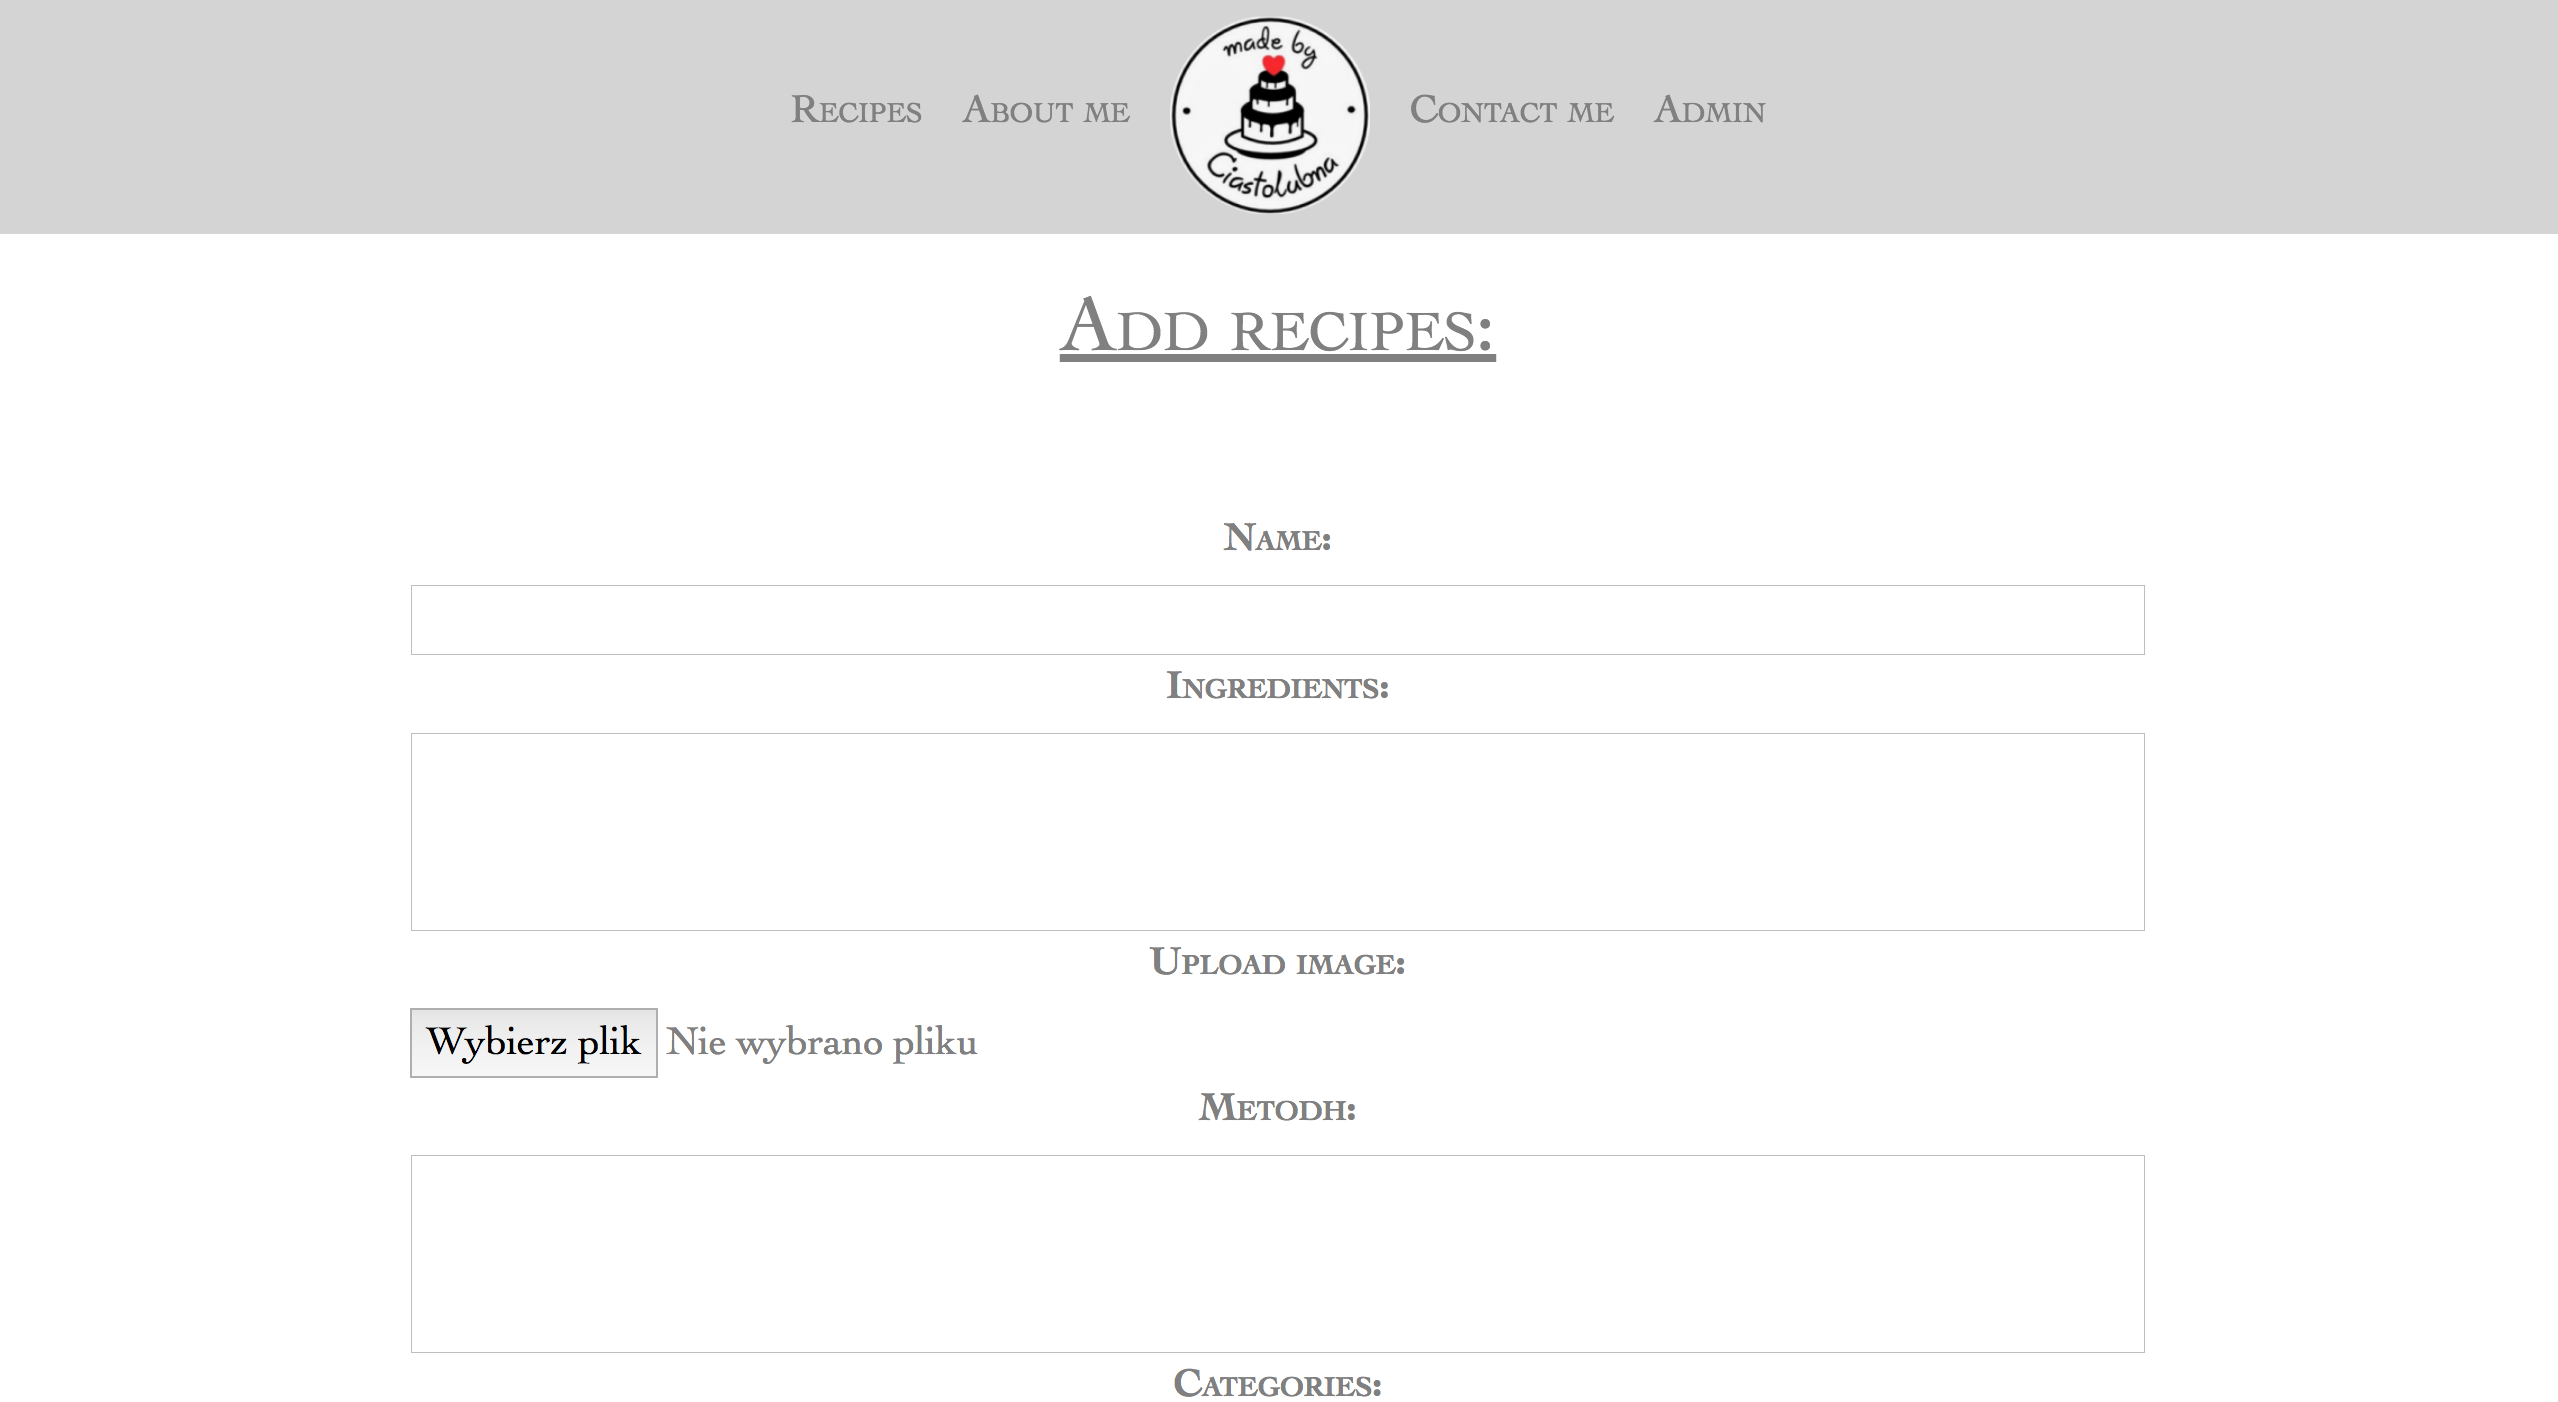 Recipes About me made by Ciastolubna Contact me Admin
Add recipes:
Name:
Ingredients:
Upload image:
Wybierz plik Nie wybrano pliku
Metodh:
Categories: